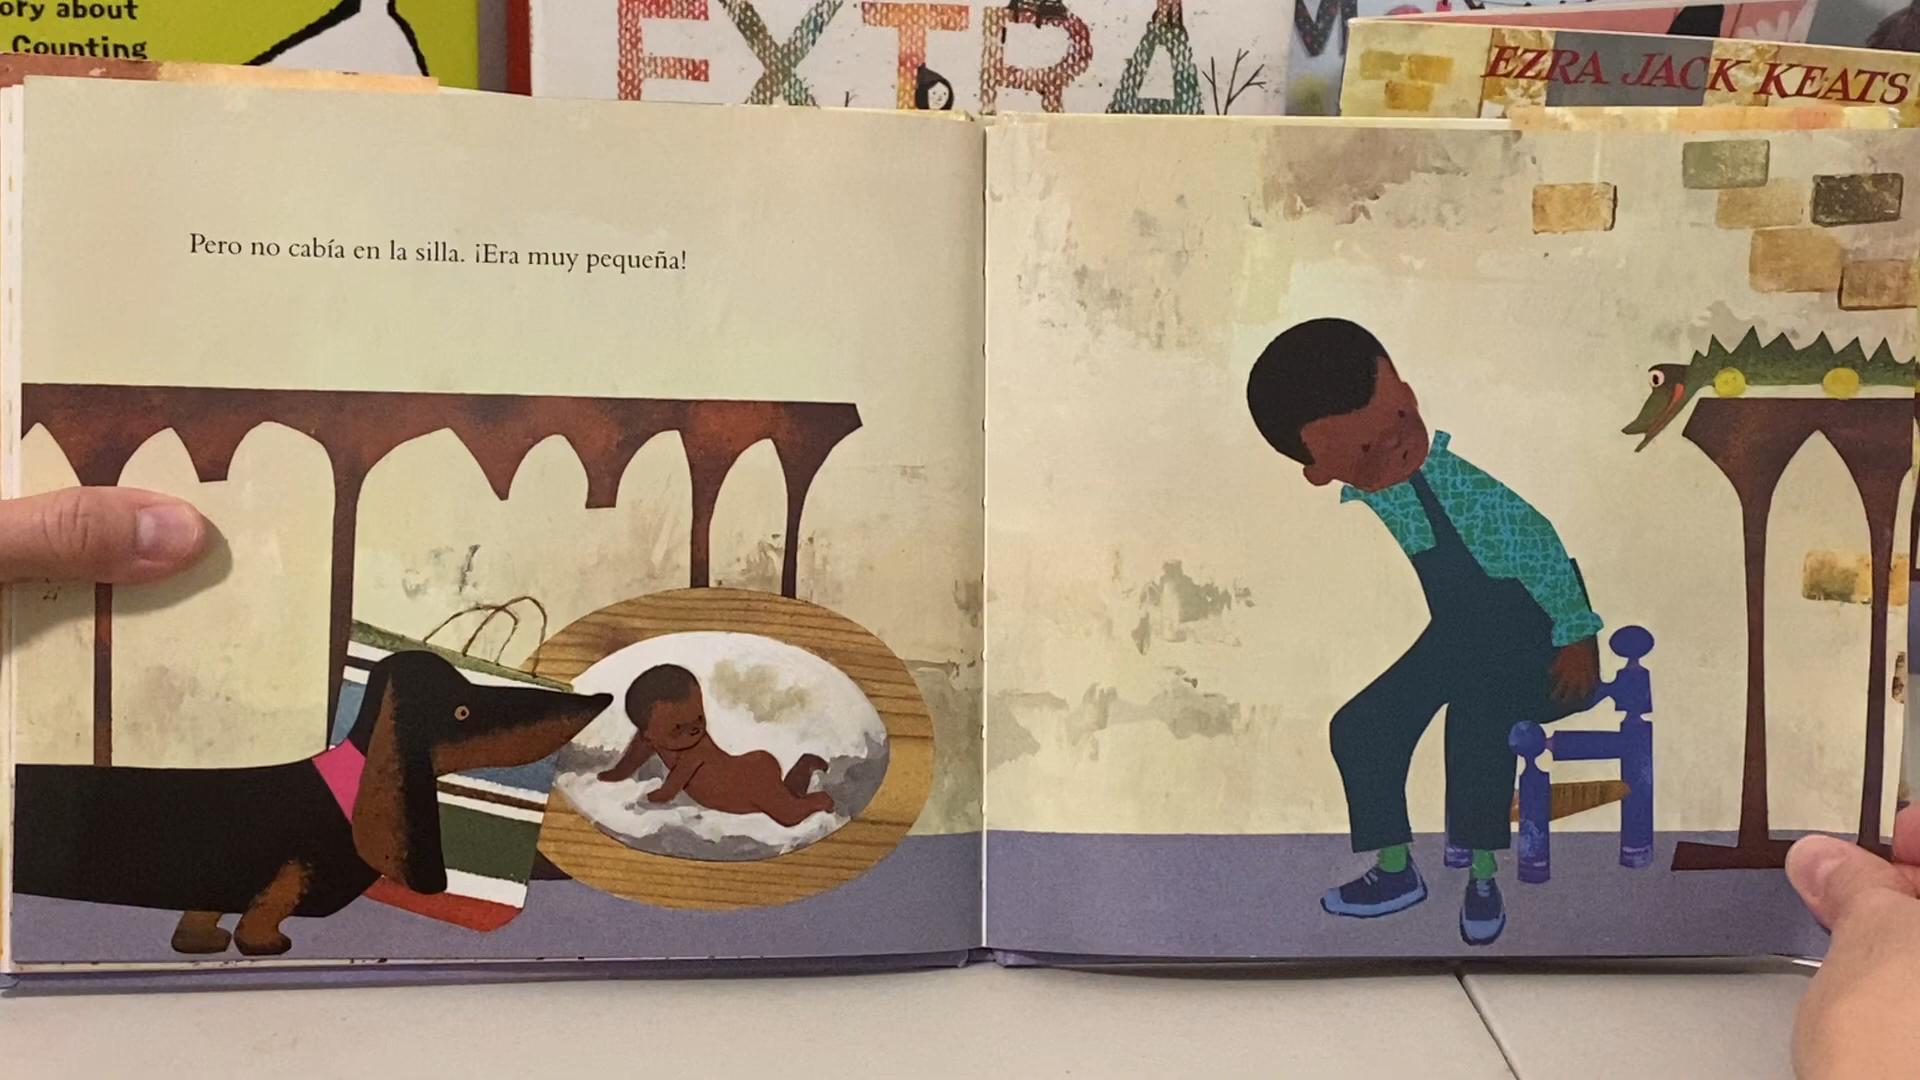 ory about
Counting
EXTRA
EZRA JACK KEATS
Pero no cabía en la silla. ¡Era muy pequeña!